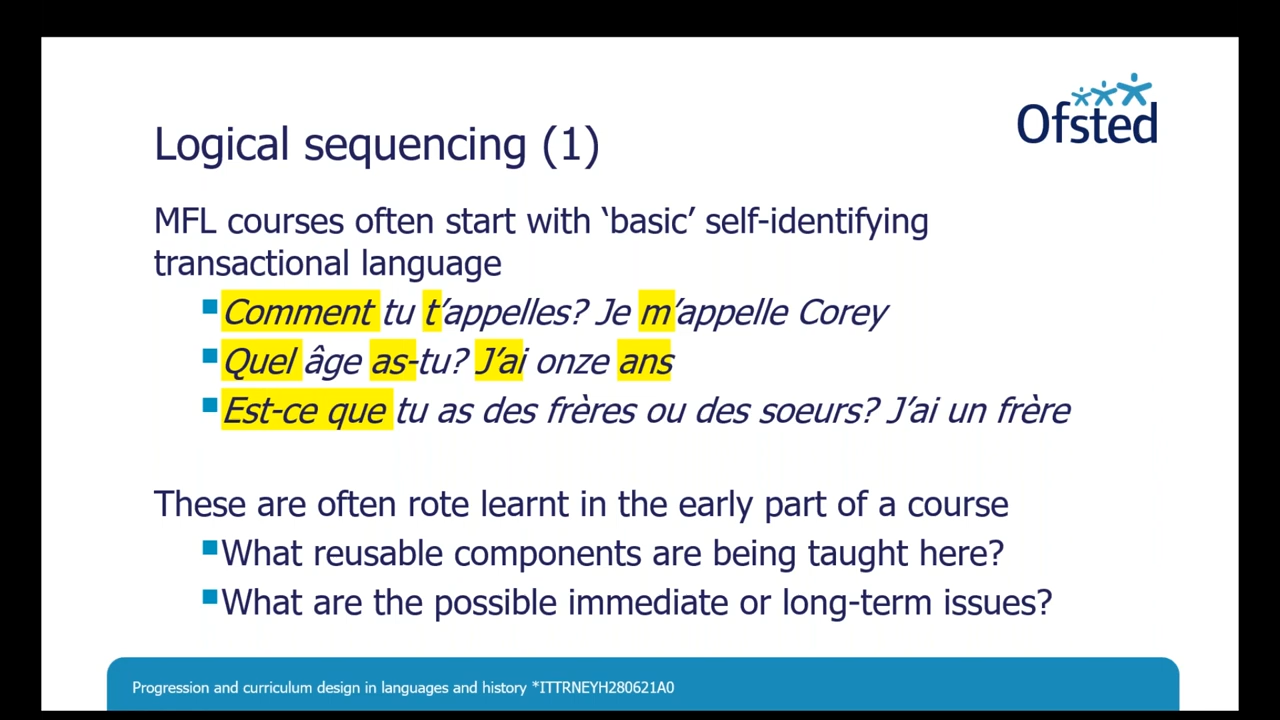 Ofsted
Logical sequencing (1)
MFL courses often start with ‘basic’ self-identifying
transactional language
Comment tu t’appelles? Je m’appelle Corey
Quel âge as-tu? J’ai onze ans
Est-ce que tu as des frères ou des soeurs? J’ai un frère
These are often rote learnt in the early part of a course
What reusable components are being taught here?
What are the possible immediate or long-term issues?
Progression and curriculum design in languages and history *ITTRNEYH280621A0